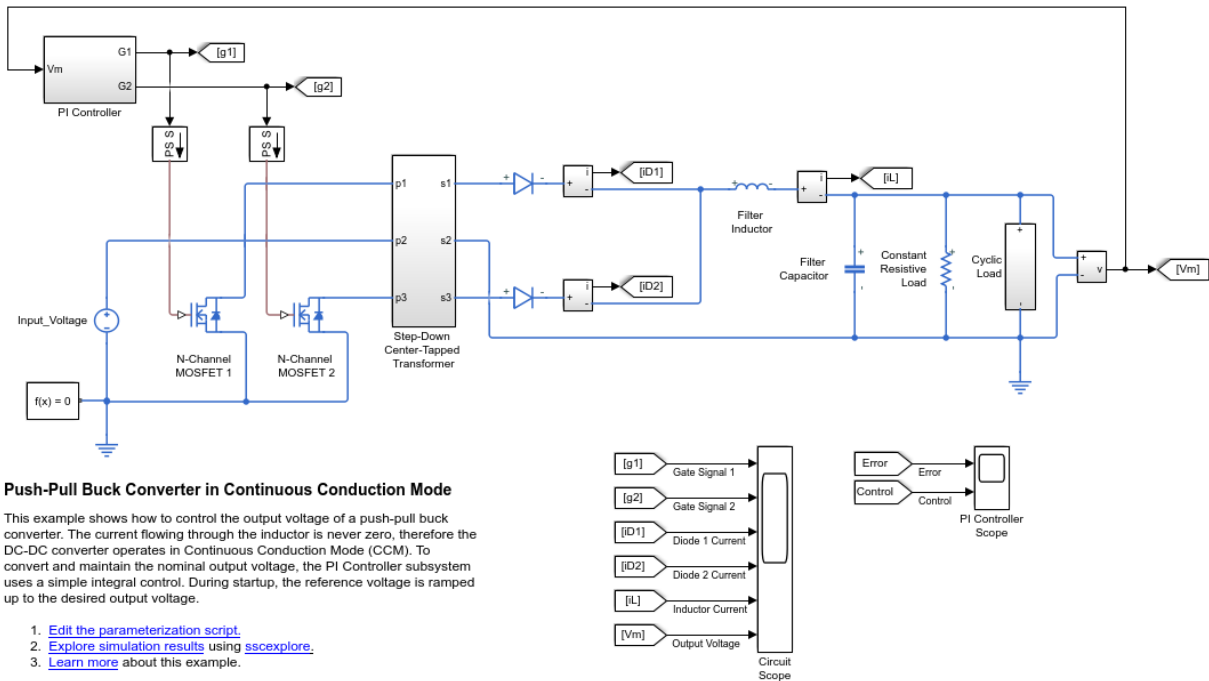 G1
[g1]
Vm
G2
[g2]
PI Controller
PS S
PS S
[iD1]
i
+
-
[iL]
i
+
-
p1
s1
+
-
+
-
Filter
Inductor
p2
s2
Filter
Capacitor
+
-
Constant
Resistive
Load
+
-
Cyclic
Load
+
-
+
-
v
[Vm]
[iD2]
i
+
-
p3
s3
+
-
Input_Voltage
+
-
Step-Down
Center-Tapped
Transformer
N-Channel
MOSFET 1
N-Channel
MOSFET 2
f(x) = 0
Push-Pull Buck Converter in Continuous Conduction Mode
This example shows how to control the output voltage of a push-pull buck
converter. The current flowing through the inductor is never zero, therefore the
DC-DC converter operates in Continuous Conduction Mode (CCM). To
convert and maintain the nominal output voltage, the PI Controller subsystem
uses a simple integral control. During startup, the reference voltage is ramped
up to the desired output voltage.
1. Edit the parameterization script.
2. Explore simulation results using sscexplore.
3. Learn more about this example.
[g1]
Gate Signal 1
[g2]
Gate Signal 2
[iD1]
Diode 1 Current
[iD2]
Diode 2 Current
[iL]
Inductor Current
[Vm]
Output Voltage
Circuit
Scope
Error
Error
Control
Control
PI Controller
Scope